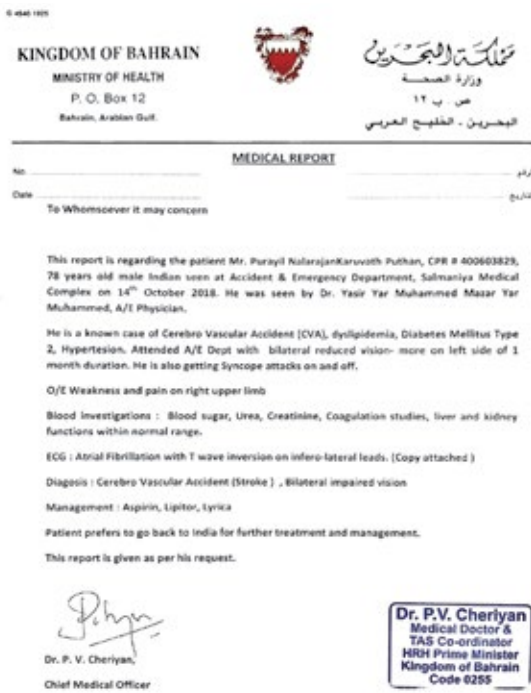 G 4640 1025
KINGDOM OF BAHRAIN
MINISTRY OF HEALTH
P. O. Box 12
Bahrain, Arabian Gulf.
مملكة البحرين
وزارة الصحة
ص . ب ١٢
البحرين - الخليج العربي
MEDICAL REPORT
No.
رقم
Date
التاريخ
To Whomsoever it may concern
This report is regarding the patient Mr. Purayil NalarajanKaruvath Puthan, CPR # 400603829,
78 years old male Indian seen at Accident & Emergency Department, Salmaniya Medical
Complex on 14th October 2018. He was seen by Dr. Yasir Yar Muhammed Mazar Yar
Muhammed, A/E Physician.
He is a known case of Cerebro Vascular Accident (CVA), dyslipidemia, Diabetes Mellitus Type
2, Hypertesion. Attended A/E Dept with bilateral reduced vision- more on left side of 1
month duration. He is also getting Syncope attacks on and off.
O/E Weakness and pain on right upper limb
Blood investigations : Blood sugar, Urea, Creatinine, Coagulation studies, liver and kidney
functions within normal range.
ECG : Atrial Fibrillation with T wave inversion on infero-lateral leads. (Copy attached )
Diagosis : Cerebro Vascular Accident (Stroke ) , Bilateral impaired vision
Management : Aspirin, Lipitor, Lyrica
Patient prefers to go back to India for further treatment and management.
This report is given as per his request.
Dr. P. V. Cheriyan,
Chief Medical Officer
Dr. P.V. Cheriyan
Medical Doctor &
TAS Co-ordinator
HRH Prime Minister
Kingdom of Bahrain
Code 0255